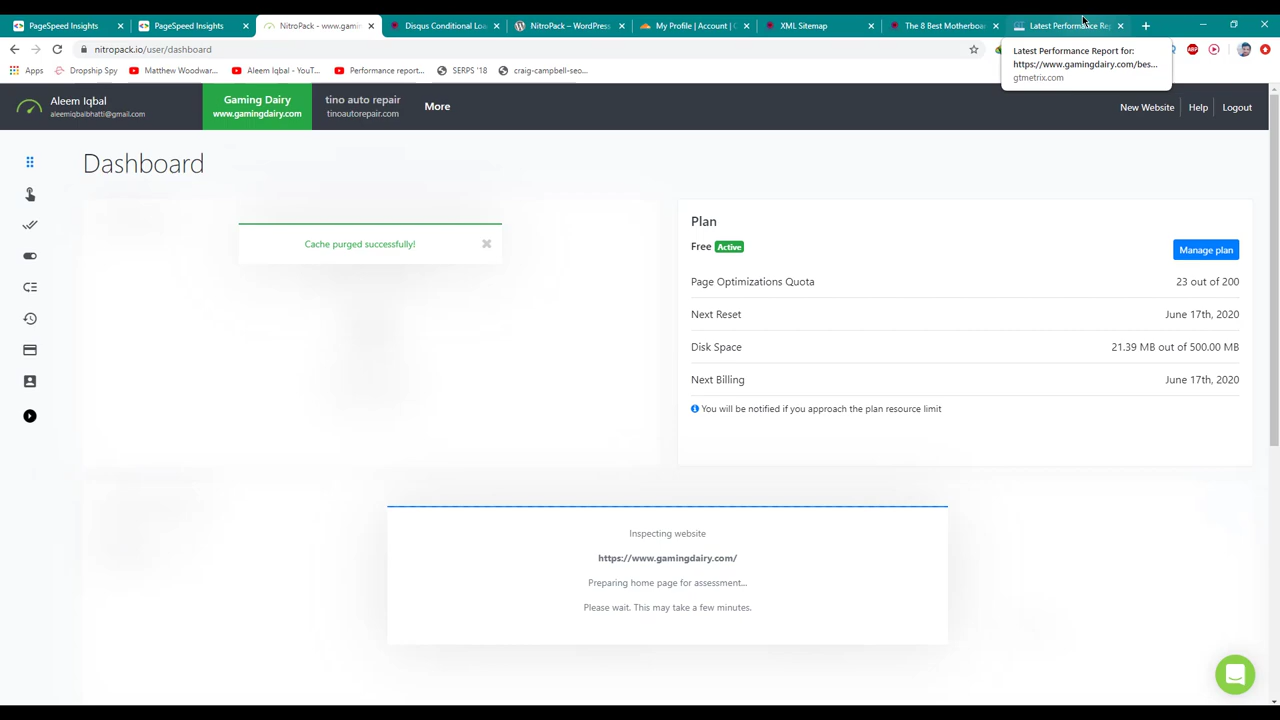 PageSpeed Insights
PageSpeed Insights
NitroPack - www.gamin
Disqus Conditional Loa
NitroPack – WordPress
My Profile | Account |
XML Sitemap
The 8 Best Motherboa
Latest Performance Rep
nitropack.io/user/dashboard
Latest Performance Report for:
https://www.gamingdairy.com/bes...
gtmetrix.com
ABP
Apps
Dropship Spy
Matthew Woodwar...
Aleem Iqbal - YouT...
Performance report...
SERPS '18
craig-campbell-seo...
Aleem Iqbal
aleemiqbalbhatti@gmail.com
Gaming Dairy
www.gamingdairy.com
tino auto repair
tinoautorepair.com
More
New Website
Help
Logout
Dashboard
Cache purged successfully!
Plan
Free Active
Manage plan
Page Optimizations Quota
23 out of 200
Next Reset
June 17th, 2020
Disk Space
21.39 MB out of 500.00 MB
Next Billing
June 17th, 2020
You will be notified if you approach the plan resource limit
Inspecting website
https://www.gamingdairy.com/
Preparing home page for assessment...
Please wait. This may take a few minutes.